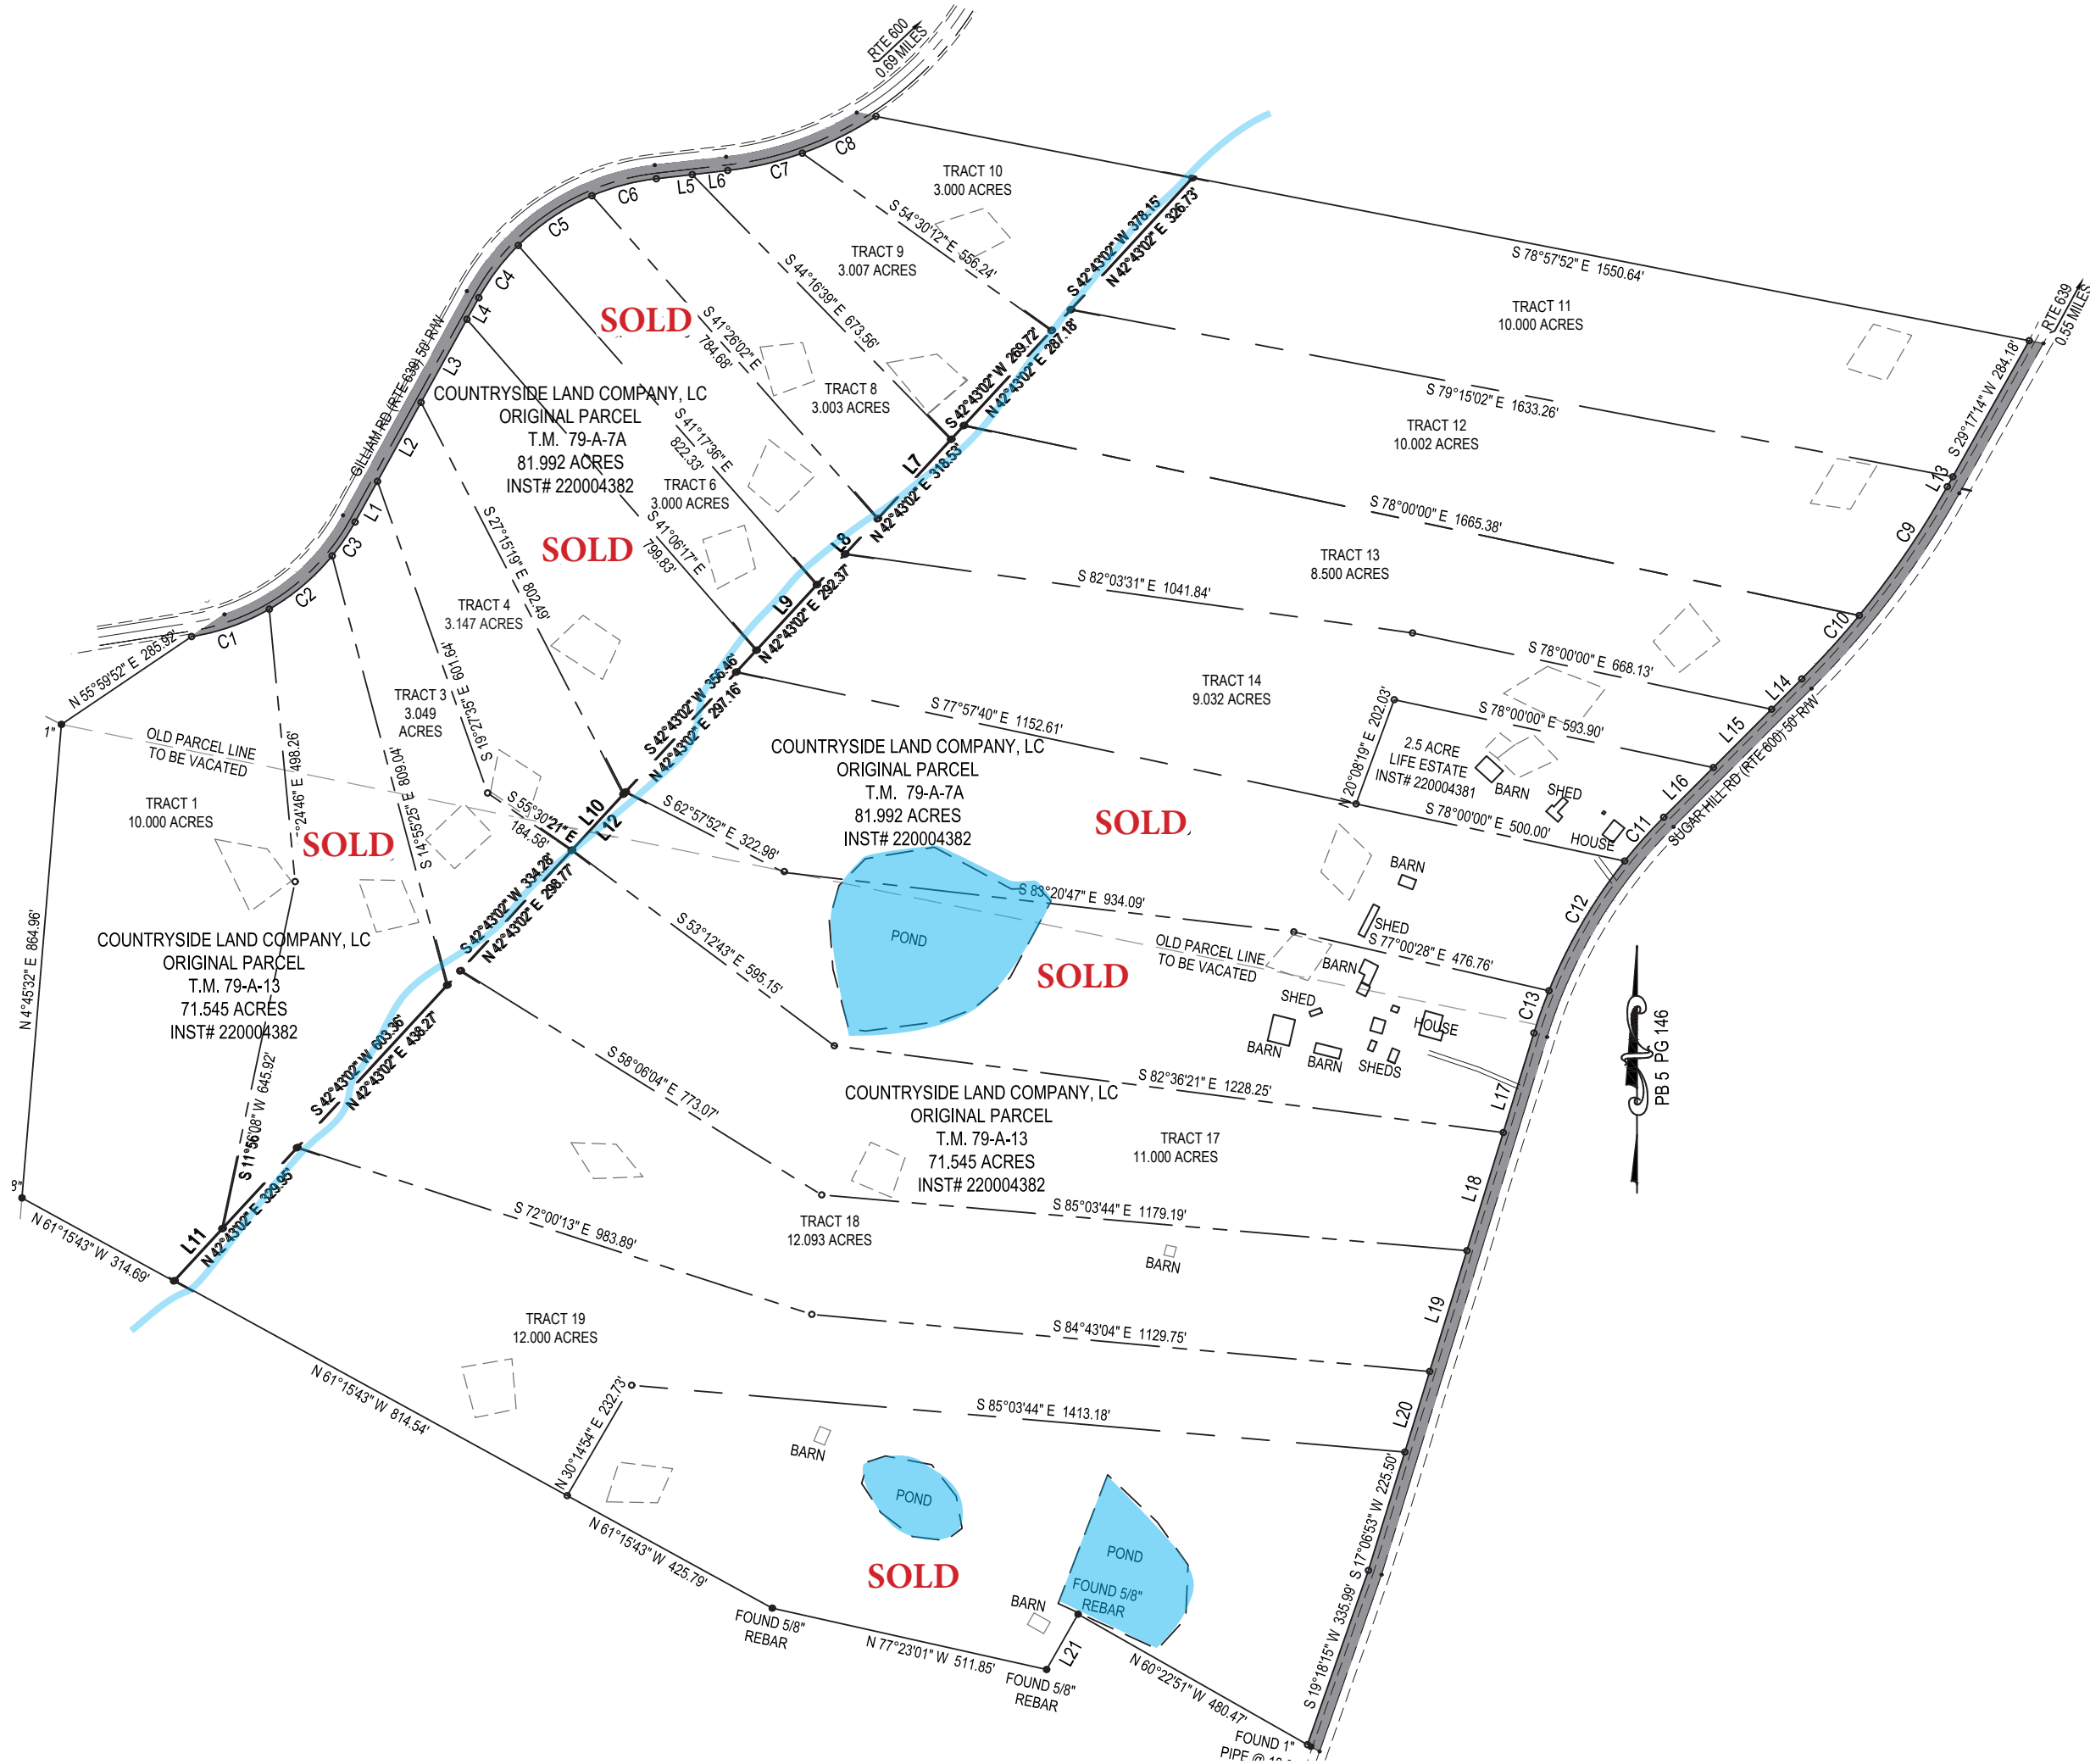 RTE 600
0.69 MILES
C8
C7
L6
L5
C6
C5
C4
L4
L3
L2
L1
C3
C2
C1
GILLIAM RD (RTE 639) 50' R/W
TRACT 10
3.000 ACRES
S 54°30'12" E 556.24'
S 42°43'02" W 378.15'
N 42°43'02" E 326.73'
S 78°57'52" E 1550.64'
TRACT 9
3.007 ACRES
S 44°16'39" E 673.56'
TRACT 11
10.000 ACRES
RTE 639
0.55 MILES
SOLD
S 41°26'02" E
784.68'
S 42°43'02" W 269.72'
N 42°43'02" E 287.18'
S 79°15'02" E 1633.26'
S 29°17'14" W 284.18'
TRACT 8
3.003 ACRES
COUNTRYSIDE LAND COMPANY, LC
ORIGINAL PARCEL
T.M. 79-A-7A
81.992 ACRES
INST# 220004382
S 41°17'36" E
822.33'
TRACT 12
10.002 ACRES
L7
N 42°43'02" E 318.53'
L13
C9
TRACT 6
3.000 ACRES
S 78°00'00" E 1665.38'
S 41°06'17" E
799.83'
SOLD
L8
TRACT 13
8.500 ACRES
S 27°15'19" E 802.49'
L9
N 42°43'02" E 292.37'
S 82°03'31" E 1041.84'
C10
TRACT 4
3.147 ACRES
N 55°59'52" E 285.92'
S 19°27'35" E 601.64'
S 78°00'00" E 668.13'
L14
TRACT 3
3.049
ACRES
S 42°43'02" W 356.46'
N 42°43'02" E 297.16'
TRACT 14
9.032 ACRES
S 77°57'40" E 1152.61'
N 20°08'19" E 202.03'
S 78°00'00" E 593.90'
L15
SUGAR HILL RD (RTE 600) 50' R/W
1"
OLD PARCEL LINE
TO BE VACATED
°24'46" E 498.26'
S 14°55'25" E 809.04'
COUNTRYSIDE LAND COMPANY, LC
ORIGINAL PARCEL
T.M. 79-A-7A
81.992 ACRES
INST# 220004382
2.5 ACRE
LIFE ESTATE
INST# 220004381
BARN
SHED
L16
HOUSE
C11
TRACT 1
10.000 ACRES
SOLD
S 55°30'21" E
184.58'
L10
L12
S 62°57'52" E 322.98'
SOLD
S 78°00'00" E 500.00'
BARN
N 4°45'32" E 864.96'
S 42°43'02" W 334.28'
N 42°43'02" E 298.77'
S 83°20'47" E 934.09'
C12
SHED
COUNTRYSIDE LAND COMPANY, LC
ORIGINAL PARCEL
T.M. 79-A-13
71.545 ACRES
INST# 220004382
S 53°12'43" E 595.15'
POND
SOLD
OLD PARCEL LINE
TO BE VACATED
S 77°00'28" E 476.76'
BARN
SHED
HOUSE
C13
BARN
BARN
SHEDS
PB 5 PG 146
S 42°43'02" W 603.36'
N 42°43'02" E 438.27'
S 58°06'04" E 773.07'
S 82°36'21" E 1228.25'
L17
COUNTRYSIDE LAND COMPANY, LC
ORIGINAL PARCEL
T.M. 79-A-13
71.545 ACRES
INST# 220004382
TRACT 17
11.000 ACRES
S 11°56'08" W 645.92'
8"
N 61°15'43" W 314.69'
L11
N 42°43'02" E 329.95'
S 72°00'13" E 983.89'
TRACT 18
12.093 ACRES
S 85°03'44" E 1179.19'
L18
BARN
TRACT 19
12.000 ACRES
S 84°43'04" E 1129.75'
L19
N 61°15'43" W 814.54'
N 30°14'54" E 232.73'
S 85°03'44" E 1413.18'
L20
BARN
POND
S 17°06'53" W 225.50'
N 61°15'43" W 425.79'
SOLD
POND
FOUND 5/8"
REBAR
BARN
FOUND 5/8"
REBAR
N 77°23'01" W 511.85'
L21
FOUND 5/8"
REBAR
N 60°22'51" W 480.47'
S 19°18'15" W 335.99'
FOUND 1"
PIPE @